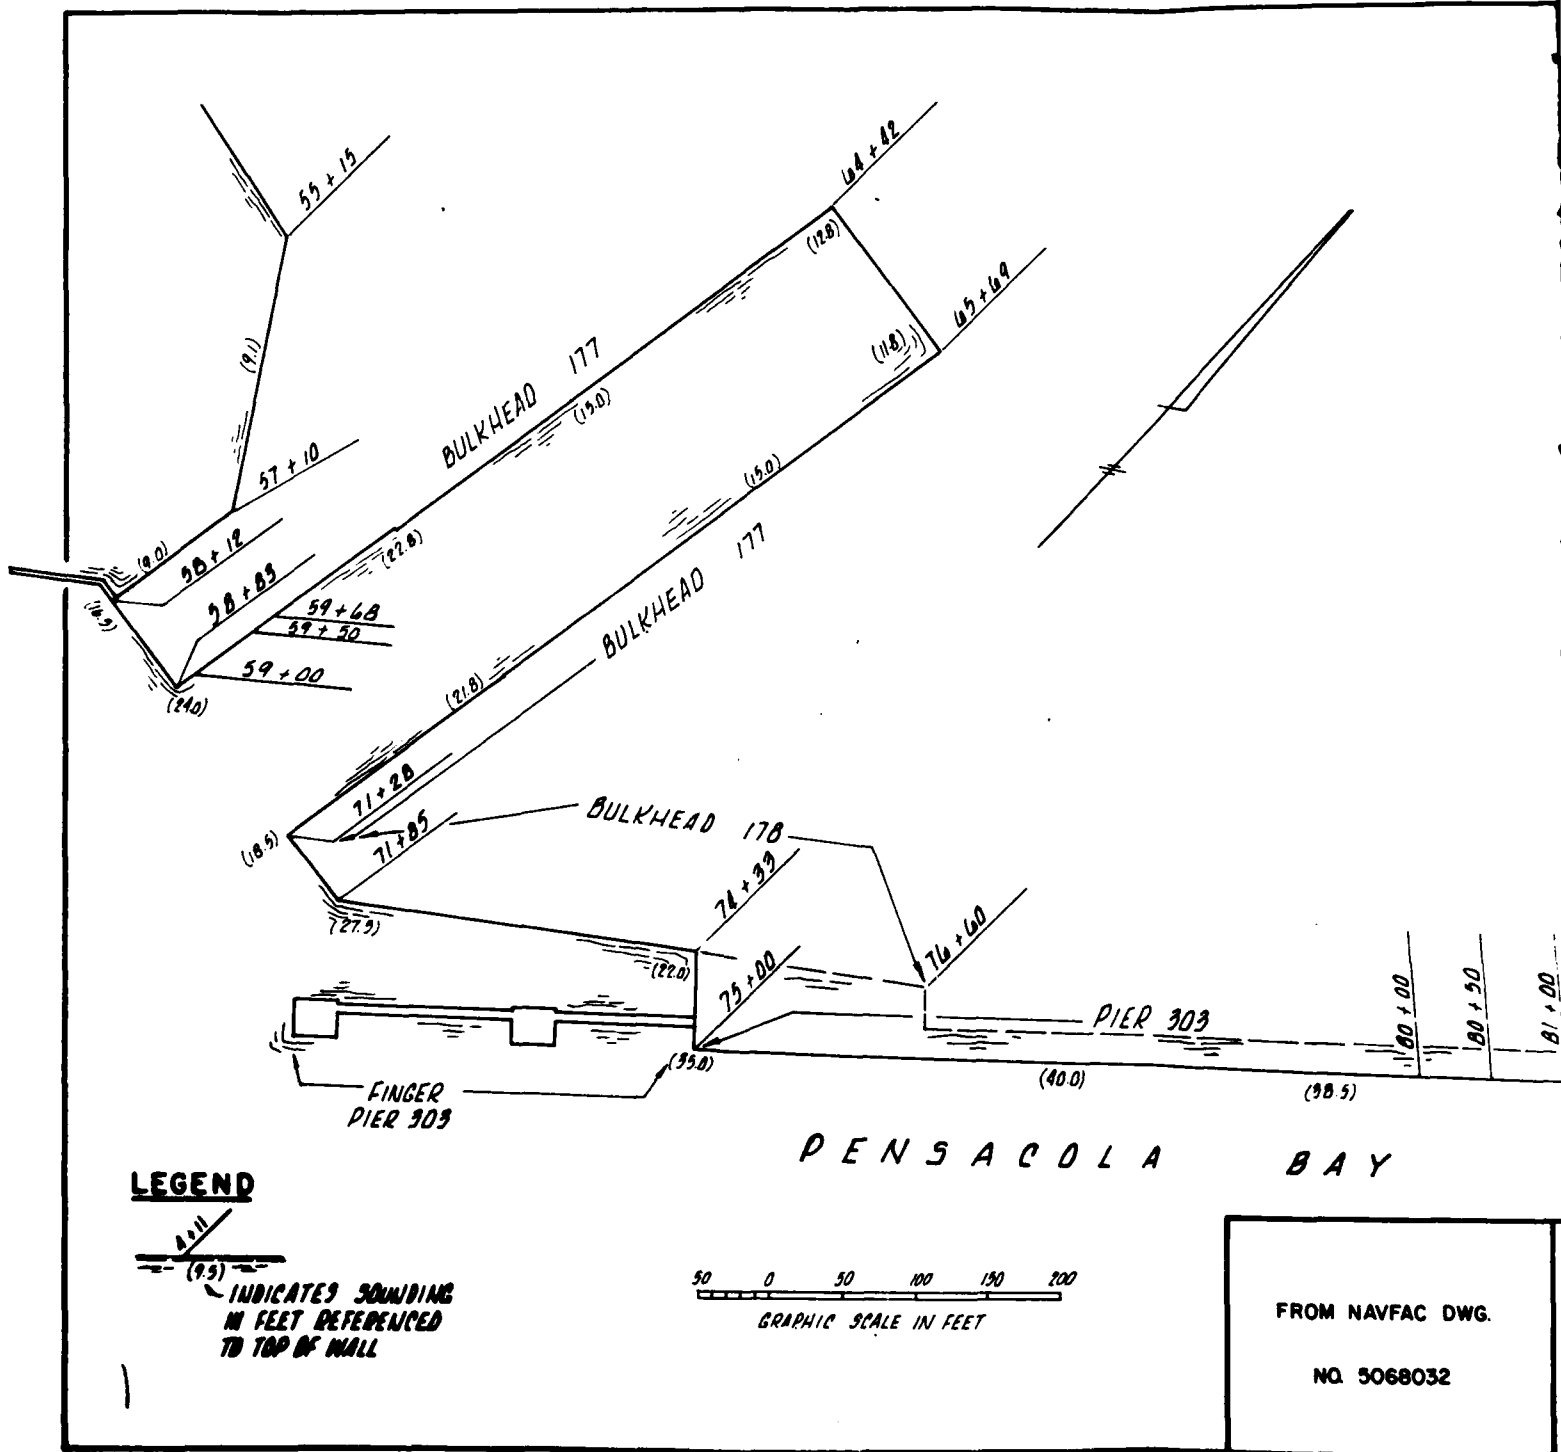 55 + 15
64 + 42
(12.8)
65 + 69
(11.8)
(9.1)
BULKHEAD 177
(15.0)
57 + 10
(9.0)
58 + 12
(22.8)
(15.0)
58 + 83
59 + 68
59 + 50
59 + 00
(16.5)
(24.0)
BULKHEAD 177
(21.8)
71 + 28
71 + 85
(18.5)
(27.5)
BULKHEAD 178
74 + 33
(22.0)
76 + 60
75 + 00
PIER 303
80 + 00
80 + 50
81 + 00
(35.0)
(40.0)
(38.5)
FINGER
PIER 303
PENSACOLA BAY
LEGEND
4+11
(9.5)
INDICATES SOUNDING
IN FEET REFERENCED
TO TOP OF WALL
50 0 50 100 150 200
GRAPHIC SCALE IN FEET
FROM NAVFAC DWG.
NO. 5068032